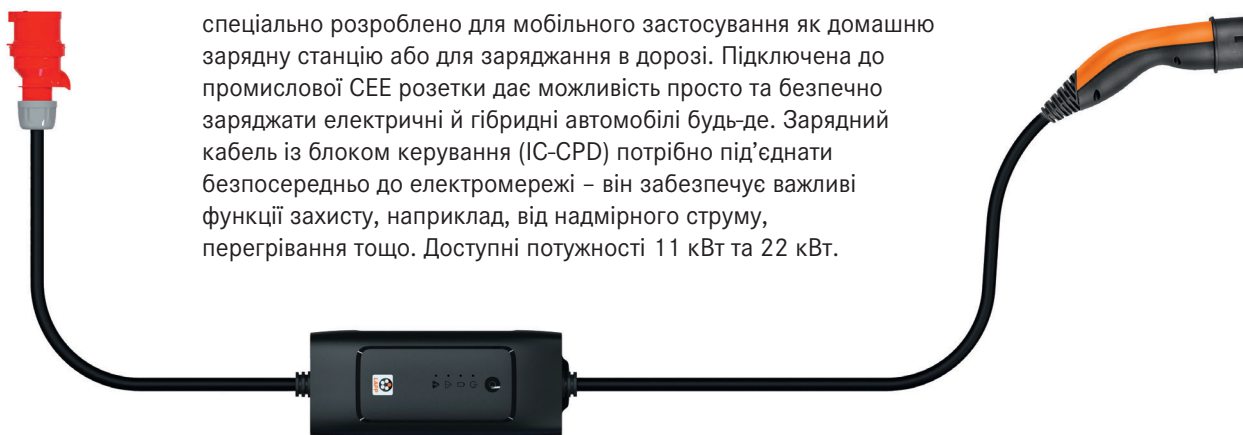 спеціально розроблено для мобільного застосування як домашню
зарядну станцію або для заряджання в дорозі. Підключена до
промислової CEE розетки дає можливість просто та безпечно
заряджати електричні й гібридні автомобілі будь-де. Зарядний
кабель із блоком керування (IC-CPD) потрібно під’єднати
безпосередньо до електромережі – він забезпечує важливі
функції захисту, наприклад, від надмірного струму,
перегрівання тощо. Доступні потужності 11 кВт та 22 кВт.
LAPP